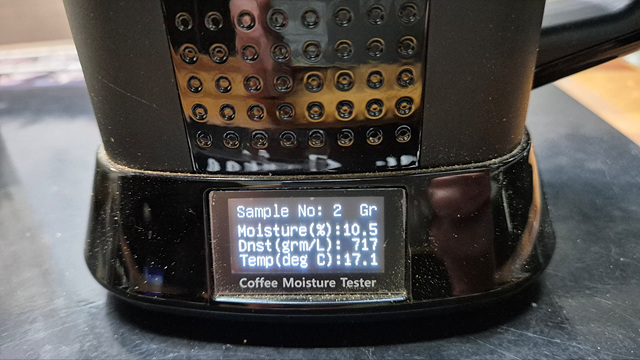 Sample No: 2 Gr
Moisture(%):10.5
Dnst(grm/L): 717
Temp(deg C):17.1
Coffee Moisture Tester